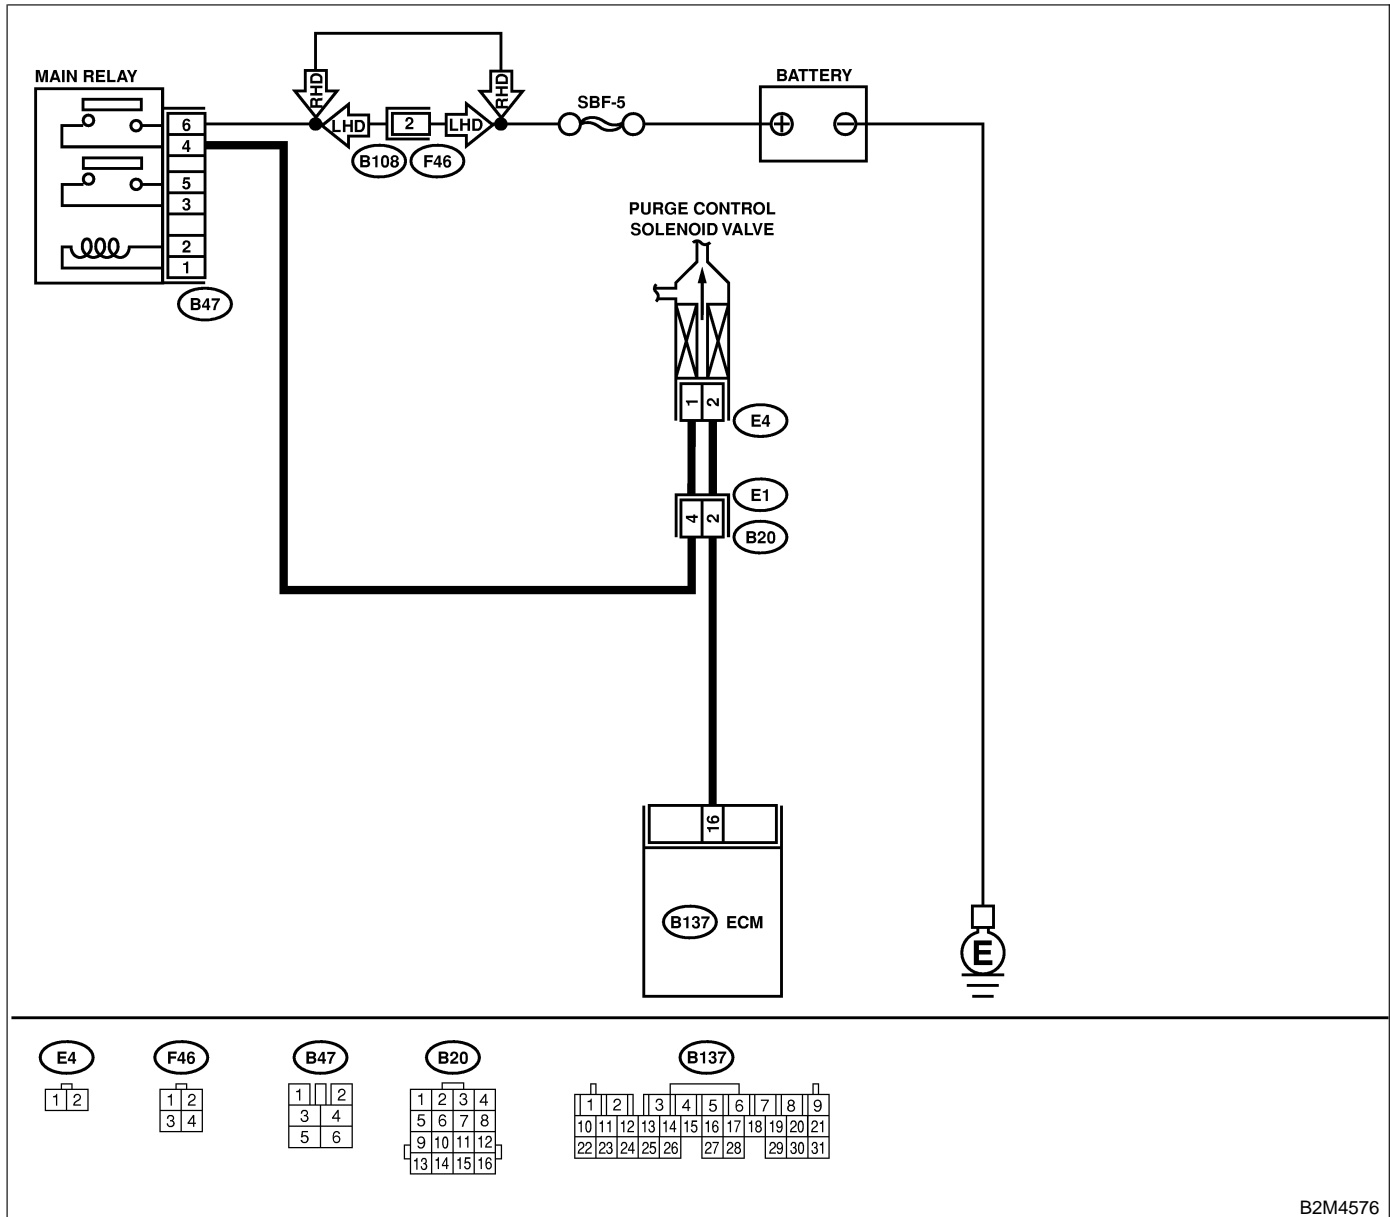 MAIN RELAY
6
4
5
3
2
1
B47
RHD
LHD
2
LHD
RHD
B108
F46
SBF-5
BATTERY
PURGE CONTROL
SOLENOID VALVE
1 2
E4
E1
4 2
B20
16
B137 ECM
E
E4
1 2
F46
1 2
3 4
B47
1 2
3 4
5 6
B20
1 2 3 4
5 6 7 8
9 10 11 12
13 14 15 16
B137
1 2 3 4 5 6 7 8 9
10 11 12 13 14 15 16 17 18 19 20 21
22 23 24 25 26 27 28 29 30 31
B2M4576